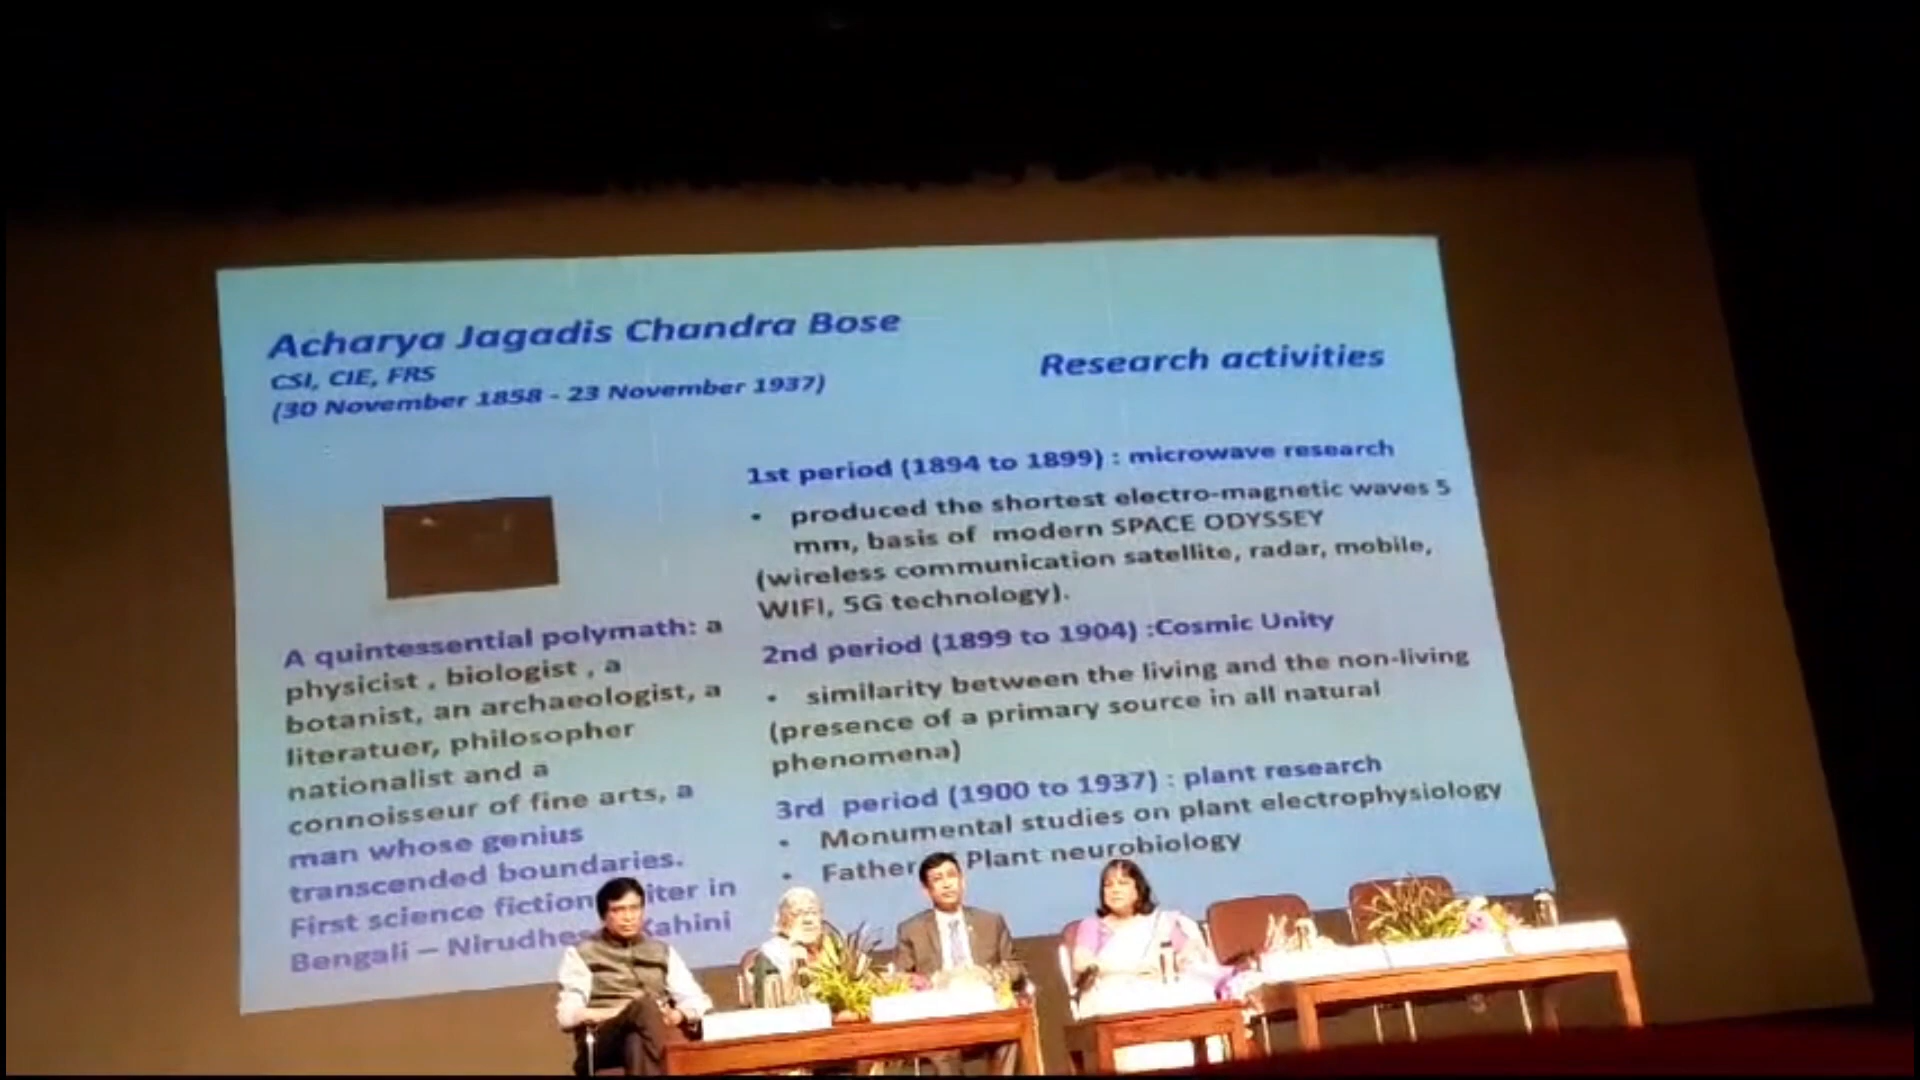 Acharya Jagadis Chandra Bose
CSI, CIE, FRS
(30 November 1858 - 23 November 1937)
A quintessential polymath: a
physicist , biologist , a
botanist, an archaeologist, a
literatuer, philosopher
nationalist and a
connoisseur of fine arts, a
man whose genius
transcended boundaries.
First science fiction in
Bengali –
Research activities
1st period (1894 to 1899) : microwave research
• produced the shortest electro-magnetic waves 5
mm, basis of modern SPACE ODYSSEY
(wireless communication satellite, radar, mobile,
WIFI, 5G technology).
2nd period (1899 to 1904) :Cosmic Unity
• similarity between the living and the non-living
(presence of a primary source in all natural
phenomena)
3rd period (1900 to 1937) : plant research
• Monumental studies on plant electrophysiology
• Father Plant neurobiology